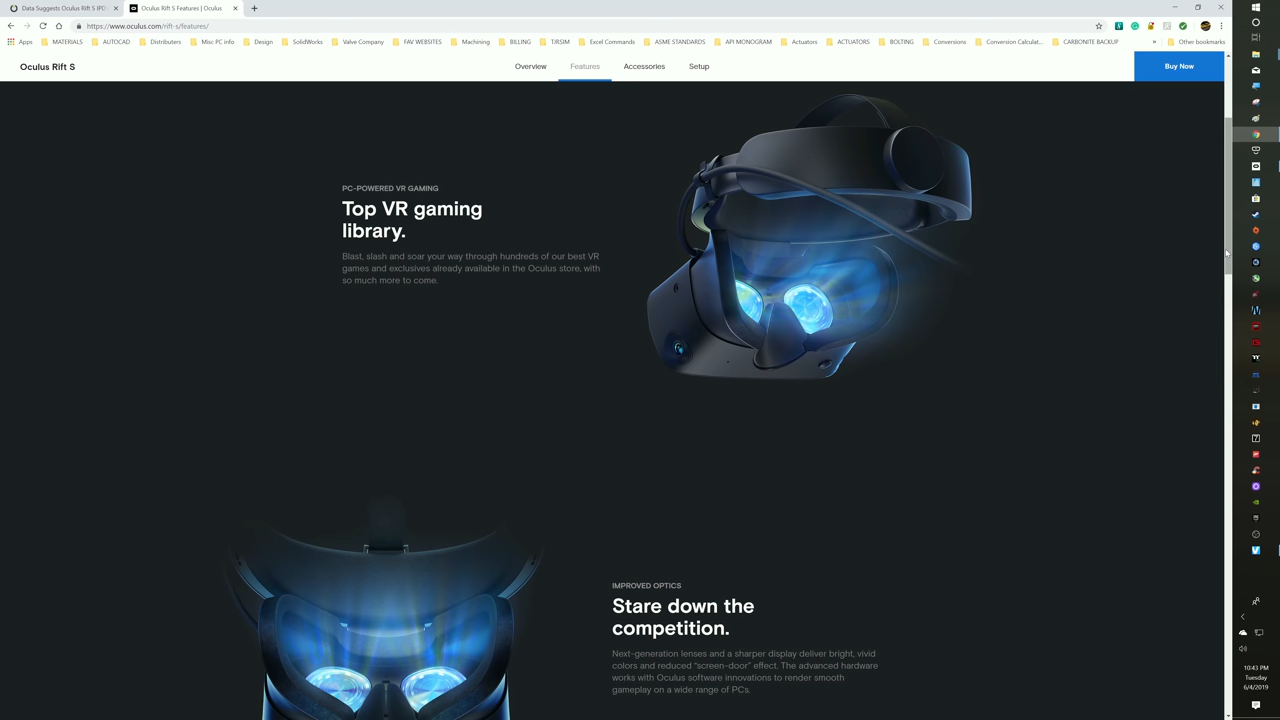 Data Suggests Oculus Rift S IPD
Oculus Rift S Features | Oculus
https://www.oculus.com/rift-s/features/
Apps MATERIALS AUTOCAD Distributers Misc PC info Design SolidWorks Valve Company FAV WEBSITES Machining BILLING TIRSIM Excel Commands ASME STANDARDS API MONOGRAM Actuators ACTUATORS BOLTING Conversions Conversion Calculat... CARBONITE BACKUP » Other bookmarks
Oculus Rift S
Overview Features Accessories Setup
Buy Now
PC-POWERED VR GAMING
Top VR gaming
library.
Blast, slash and soar your way through hundreds of our best VR
games and exclusives already available in the Oculus store, with
so much more to come.
IMPROVED OPTICS
Stare down the
competition.
Next-generation lenses and a sharper display deliver bright, vivid
colors and reduced “screen-door” effect. The advanced hardware
works with Oculus software innovations to render smooth
gameplay on a wide range of PCs.
10:43 PM
Tuesday
6/4/2019